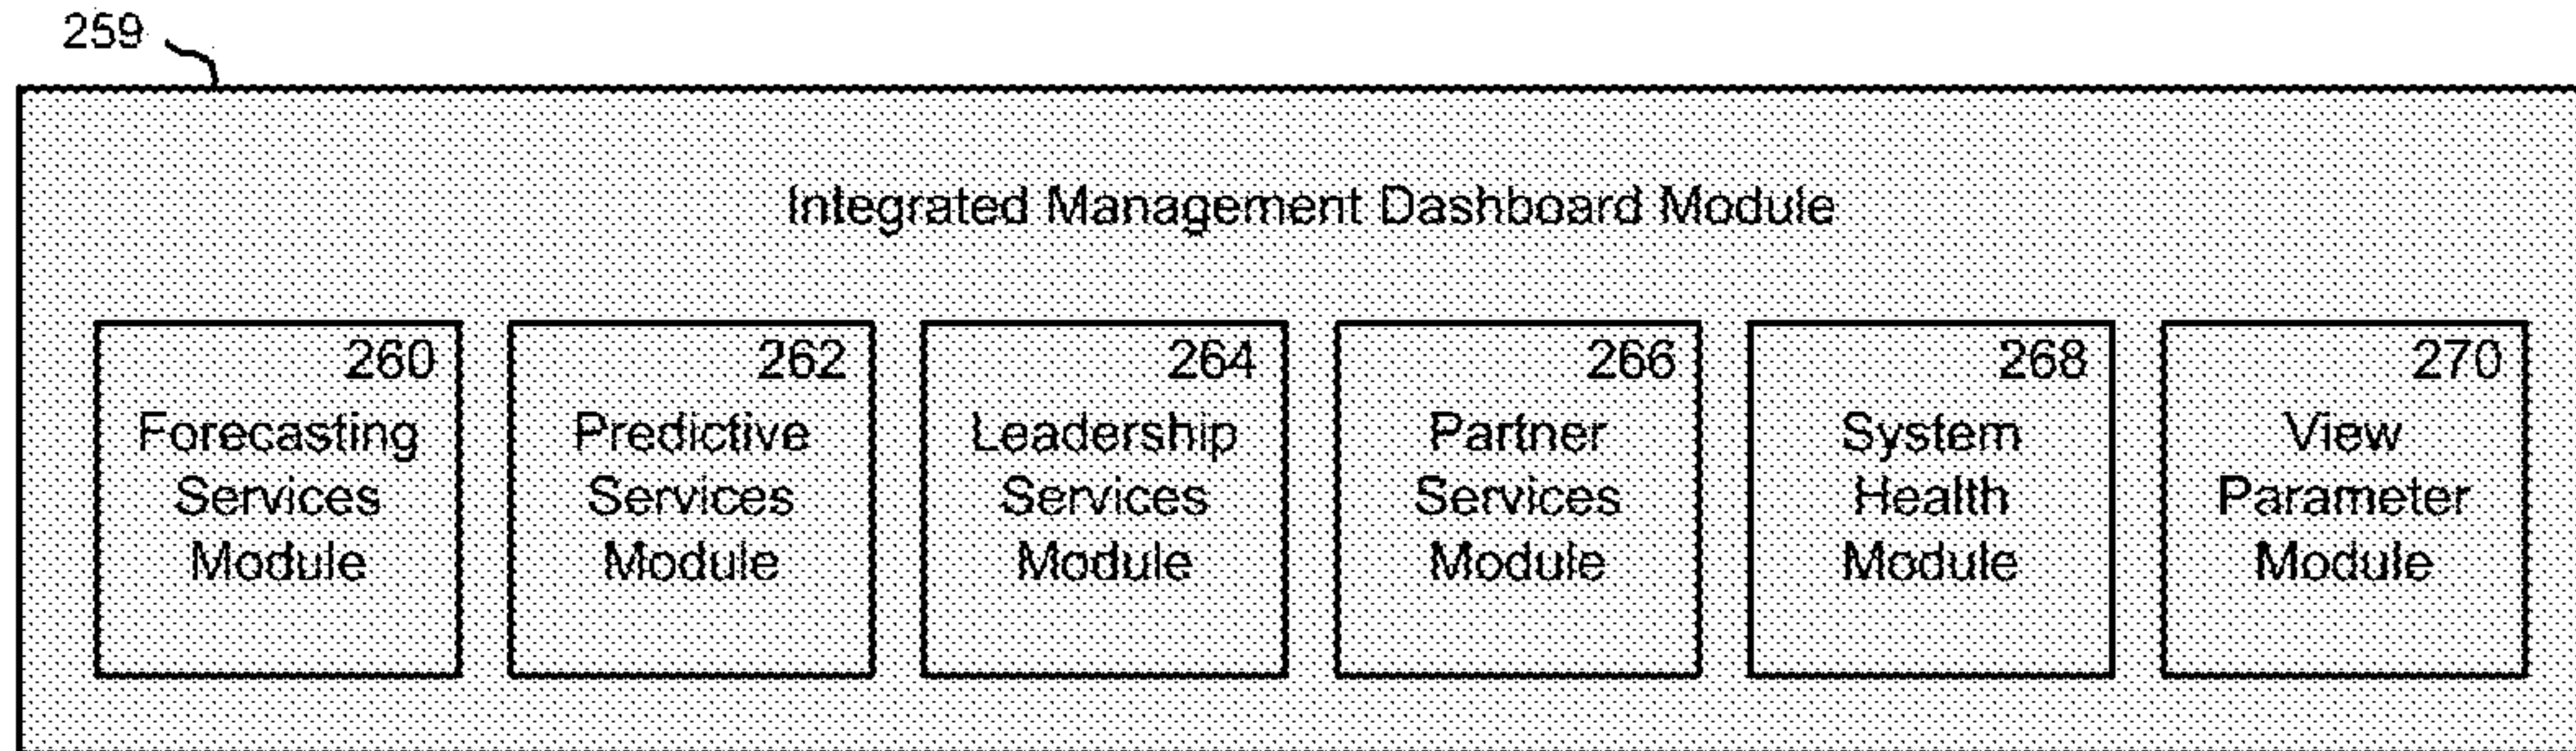 259
Integrated Management Dashboard Module
260
Forecasting
Services
Module
262
Predictive
Services
Module
264
Leadership
Services
Module
266
Partner
Services
Module
268
System
Health
Module
270
View
Parameter
Module